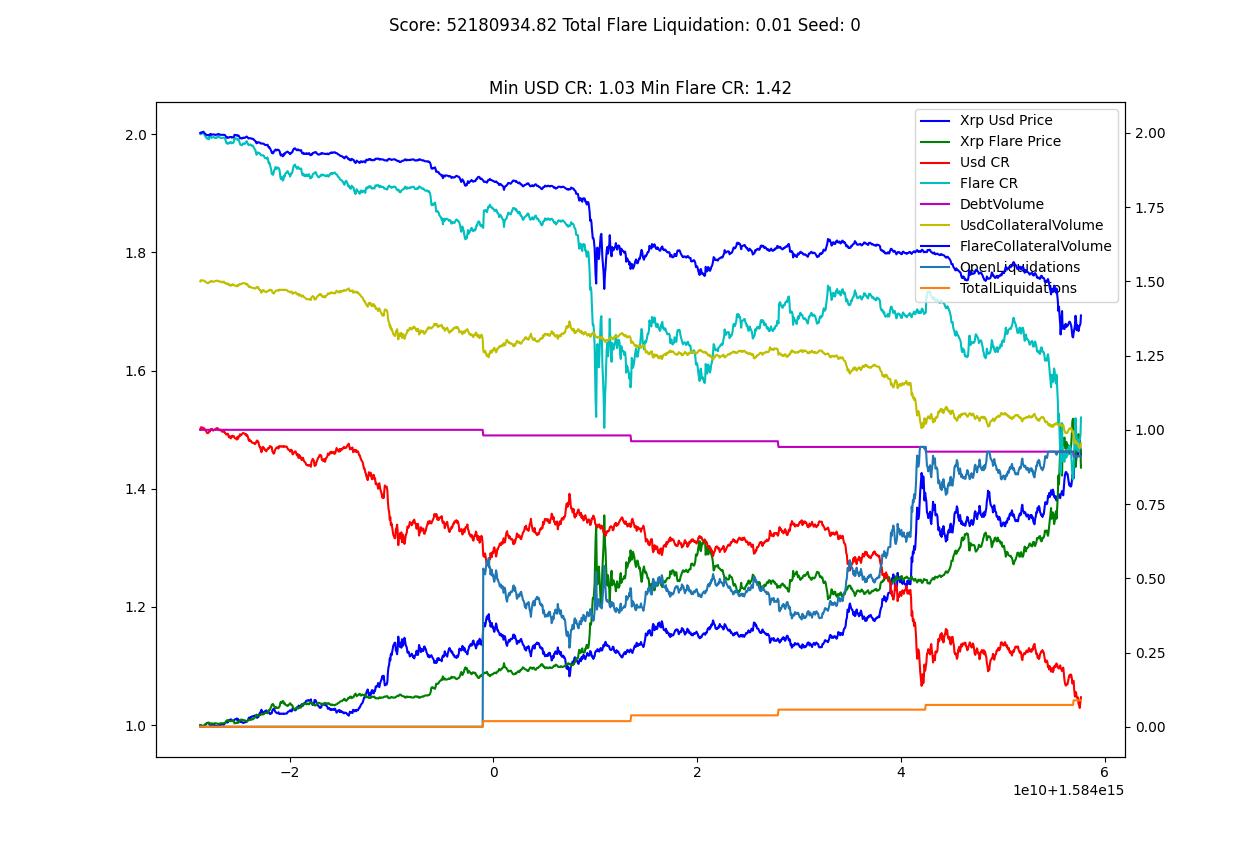 Score: 52180934.82 Total Flare Liquidation: 0.01 Seed: 0
Min USD CR: 1.03 Min Flare CR: 1.42
Xrp Usd Price
Xrp Flare Price
Usd CR
Flare CR
DebtVolume
UsdCollateralVolume
FlareCollateralVolume
OpenLiquidations
TotalLiquidations
2.0
1.8
1.6
1.4
1.2
1.0
2.00
1.75
1.50
1.25
1.00
0.75
0.50
0.25
0.00
−2
0
2
4
6
1e10+1.584e15